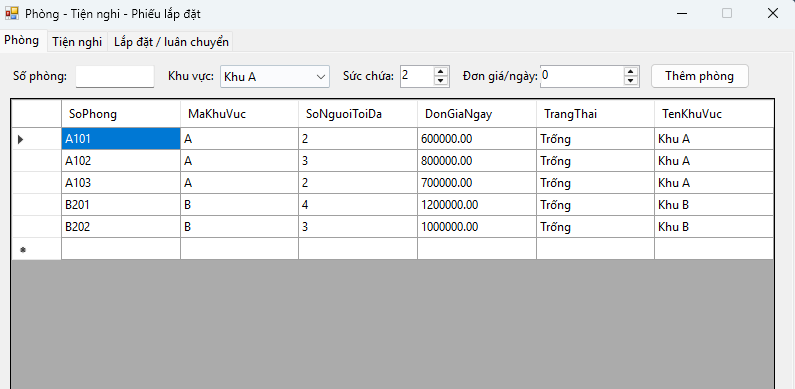 Phòng - Tiện nghi - Phiếu lắp đặt
Phòng Tiện nghi Lắp đặt / luân chuyển
Số phòng: Khu vực: Khu A Sức chứa: 2 Đơn giá/ngày: 0 Thêm phòng
SoPhong MaKhuVuc SoNguoiToiDa DonGiaNgay TrangThai TenKhuVuc
A101 A 2 600000.00 Trống Khu A
A102 A 3 800000.00 Trống Khu A
A103 A 2 700000.00 Trống Khu A
B201 B 4 1200000.00 Trống Khu B
B202 B 3 1000000.00 Trống Khu B